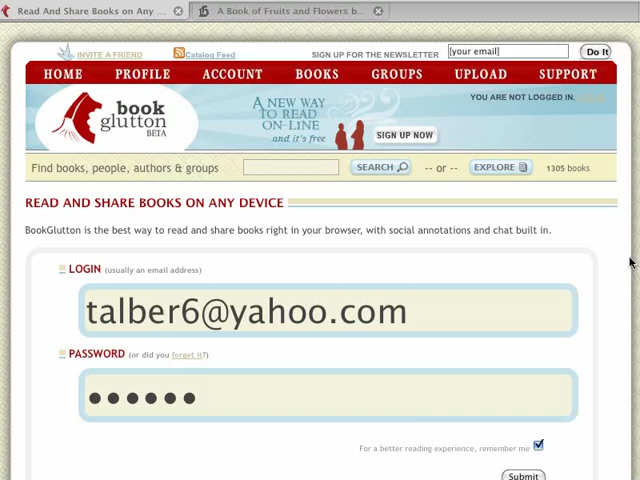 Read And Share Books on Any ...
A Book of Fruits and Flowers b...
INVITE A FRIEND
Catalog Feed
SIGN UP FOR THE NEWSLETTER
[your email]
Do It
HOME PROFILE ACCOUNT BOOKS GROUPS UPLOAD SUPPORT
book
glutton
BETA
A NEW WAY
TO READ
ON-LINE
and it's free
SIGN UP NOW
YOU ARE NOT LOGGED IN.
Find books, people, authors & groups
SEARCH
-- or --
EXPLORE
1305 books
READ AND SHARE BOOKS ON ANY DEVICE
BookGlutton is the best way to read and share books right in your browser, with social annotations and chat built in.
LOGIN (usually an email address)
talber6@yahoo.com
PASSWORD (or did you forget it?)
••••••
For a better reading experience, remember me
Submit